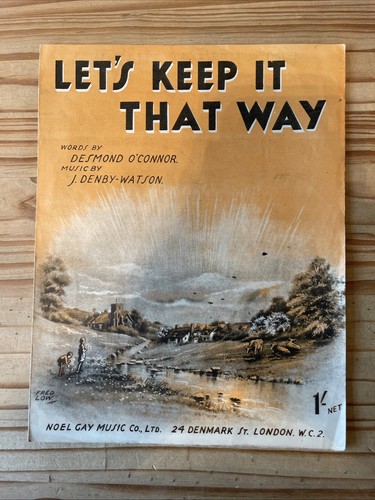 LET'S KEEP IT
THAT WAY
WORDS BY
DESMOND O'CONNOR.
MUSIC BY
J. DENBY-WATSON.
FRED
LOW
1/- NET
NOEL GAY MUSIC CO., LTD. 24 DENMARK ST. LONDON. W.C.2.